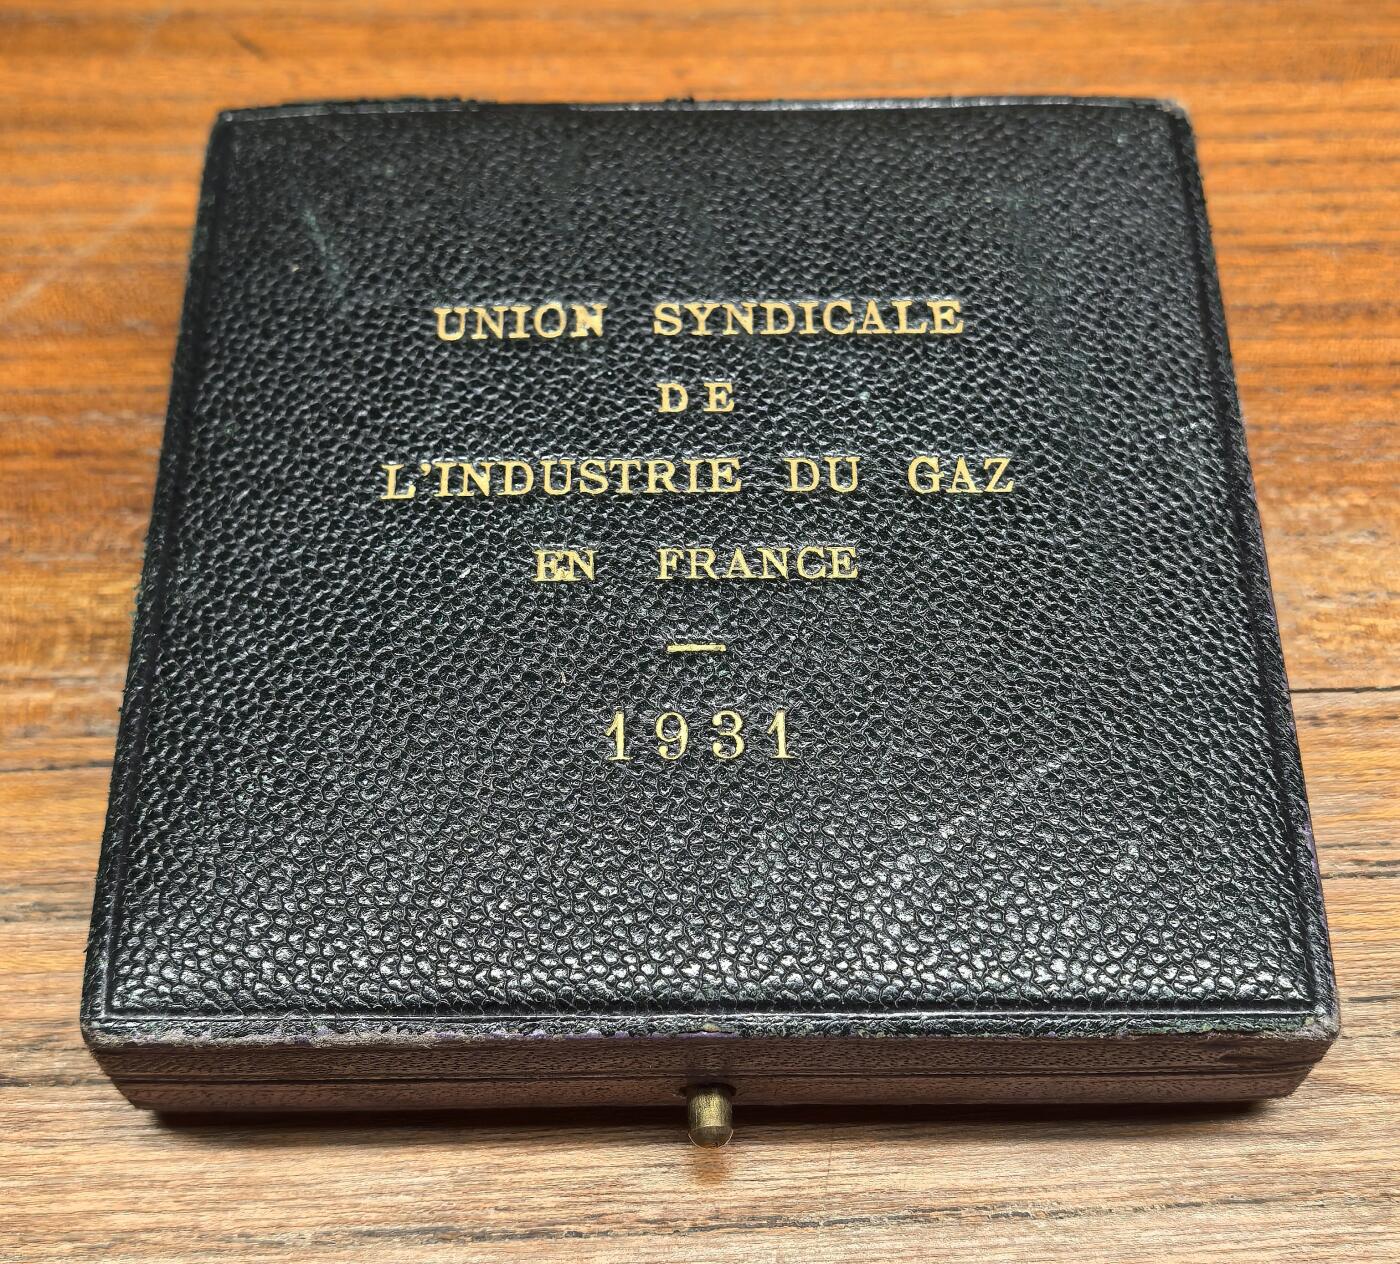 UNION SYNDICALE
DE
L'INDUSTRIE DU GAZ
EN FRANCE
—
1931